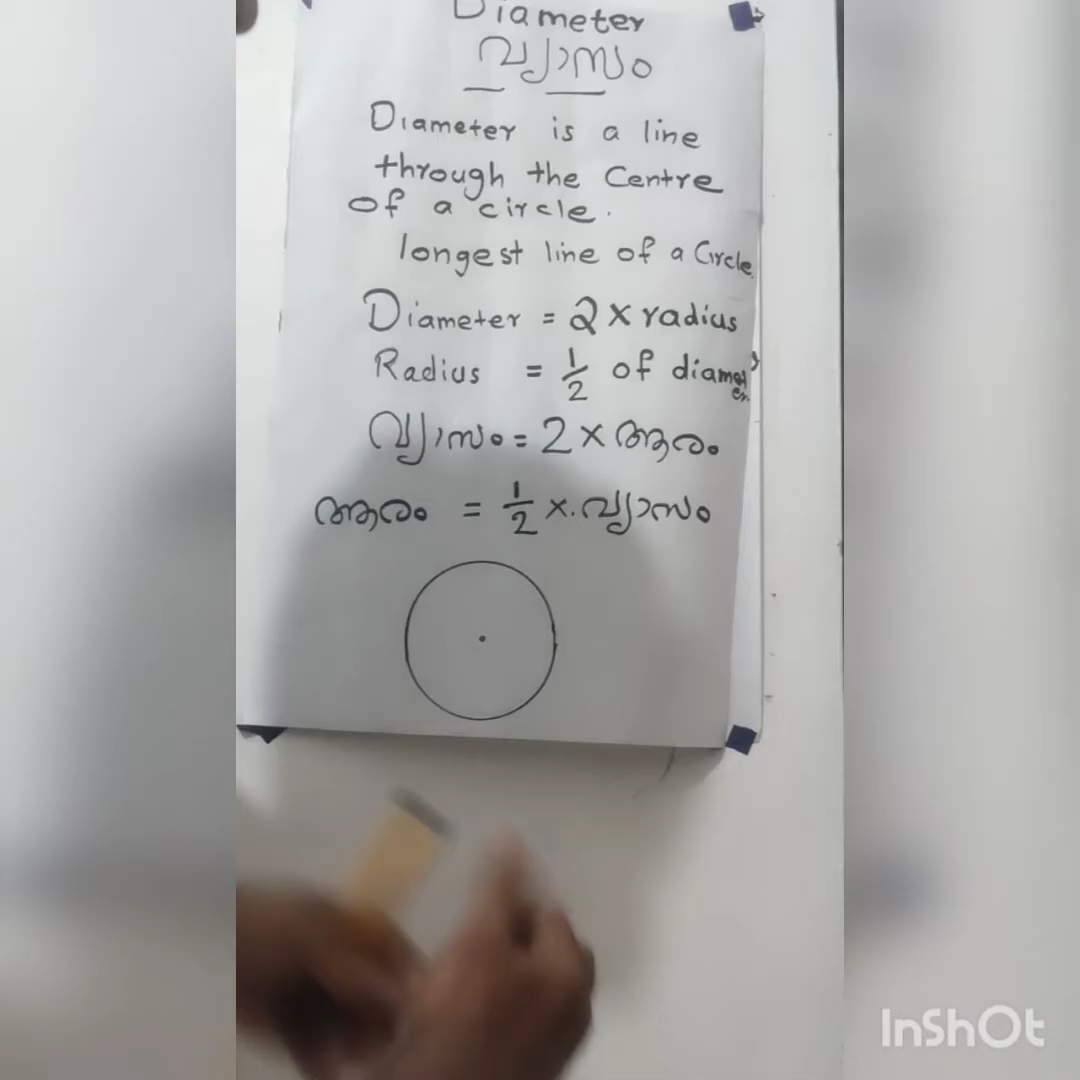 Diameter
വ്യാസം
Diameter is a line
through the Centre
of a circle.
longest line of a Circle.
Diameter = 2 x radius
Radius = 1/2 of diameter.
വ്യാസം = 2 x ആരം
ആരം = 1/2 x. വ്യാസം
InShOt